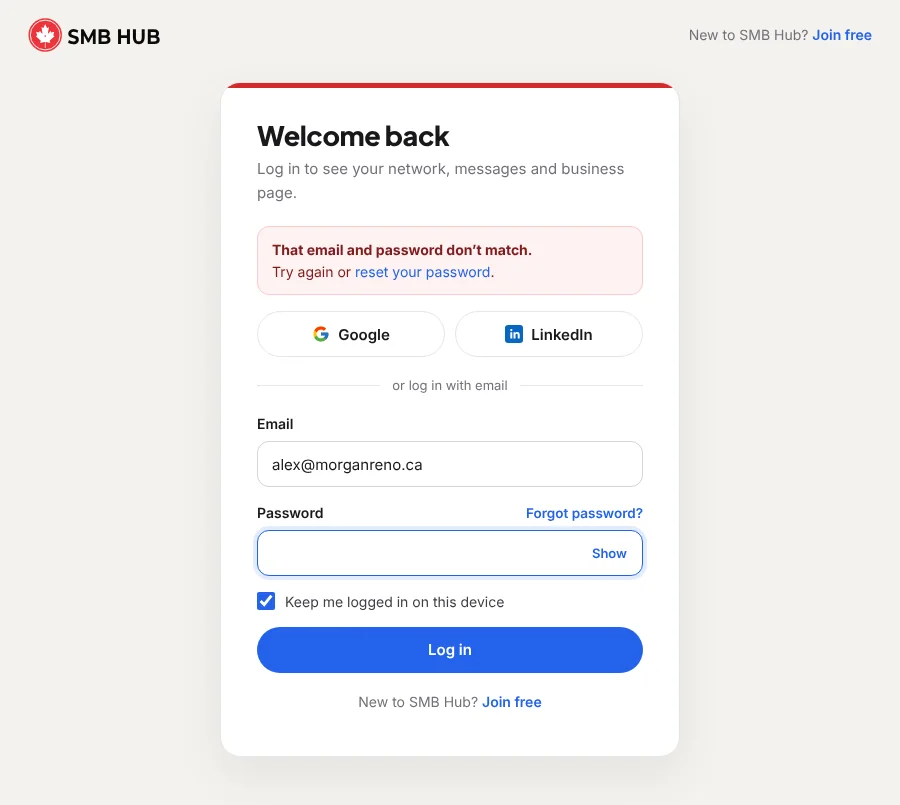 SMB HUB
New to SMB Hub? Join free
Welcome back
Log in to see your network, messages and business
page.
That email and password don’t match.
Try again or reset your password.
Google
in LinkedIn
or log in with email
Email
alex@morganreno.ca
Password
Forgot password?
Show
Keep me logged in on this device
Log in
New to SMB Hub? Join free